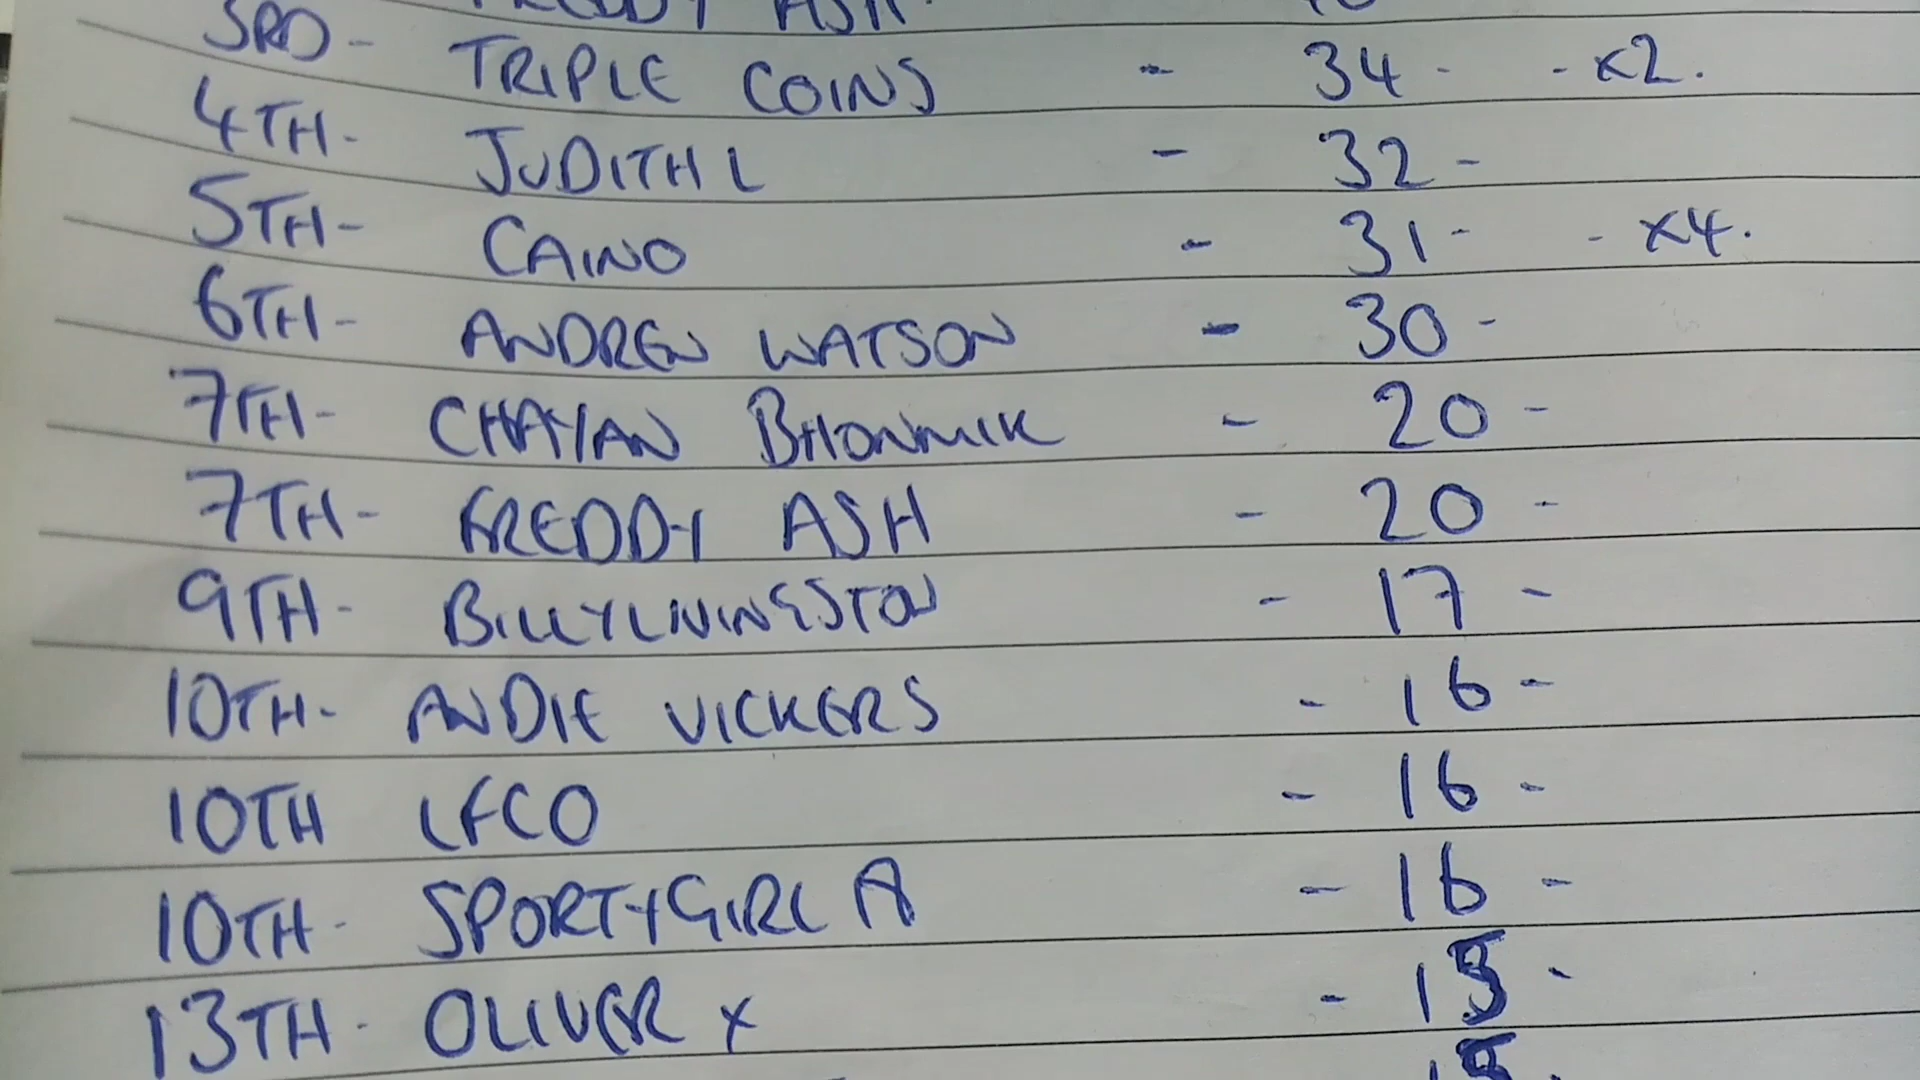 FREDDY ASH
3RD - TRIPLE COINS - 34 - - x2.
4TH - JUDITH L - 32 -
5TH - CAINO - 31 - - x4.
6TH - ANDREW WATSON - 30 -
7TH - CHAYAN BHOWMIK - 20 -
7TH - FREDDY ASH - 20 -
9TH - BILLYLIVINGSTON - 17 -
10TH - ANDIE VICKERS - 16 -
10TH LFCO - 16 -
10TH - SPORTYGIRL A - 16 -
13TH - OLIVER X - 15 -